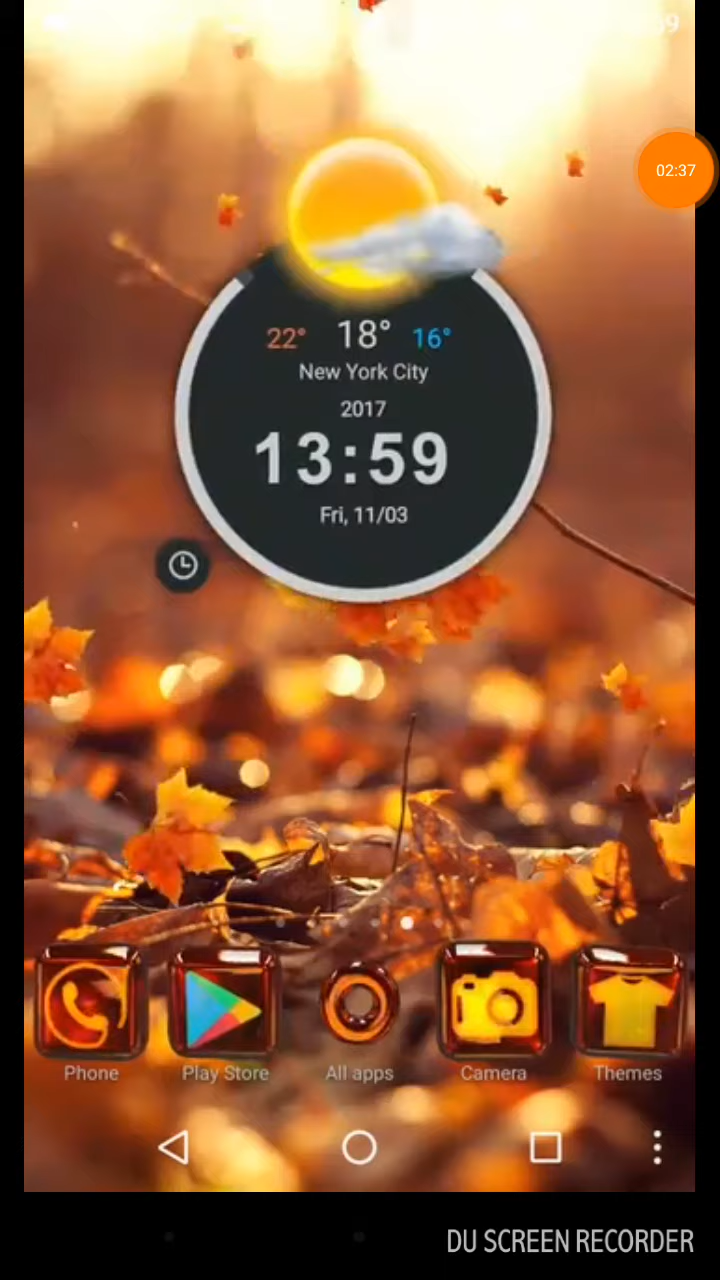 02:37
22° 18° 16°
New York City
2017
13:59
Fri, 11/03
Phone Play Store All apps Camera Themes
DU SCREEN RECORDER